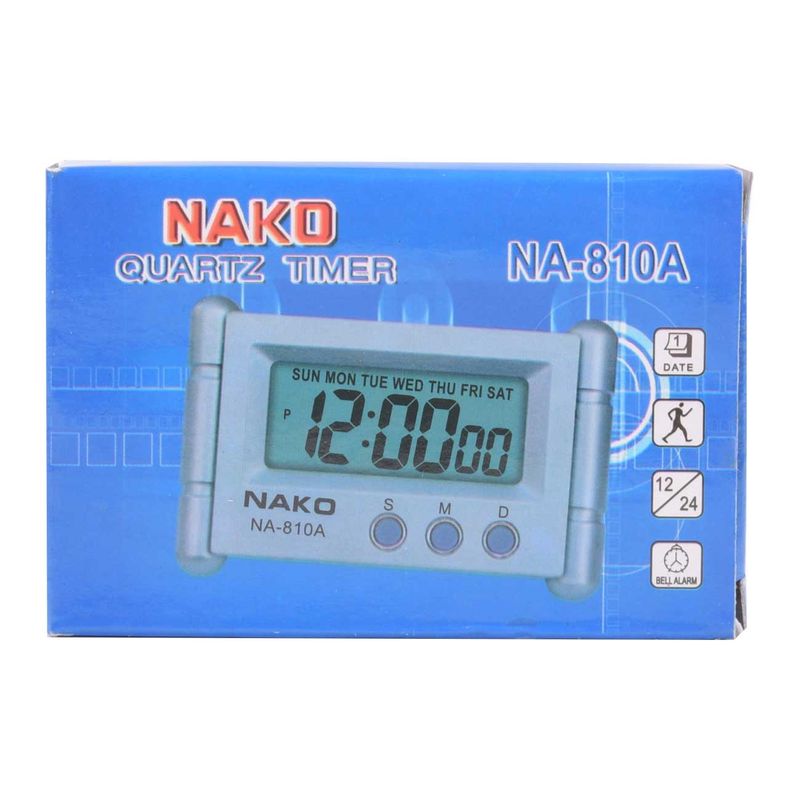 NAKO
QUARTZ TIMER
NA-810A
1
DATE
SUN MON TUE WED THU FRI SAT
P 12:00 00
12/24
NAKO
NA-810A
S M D
BELL ALARM